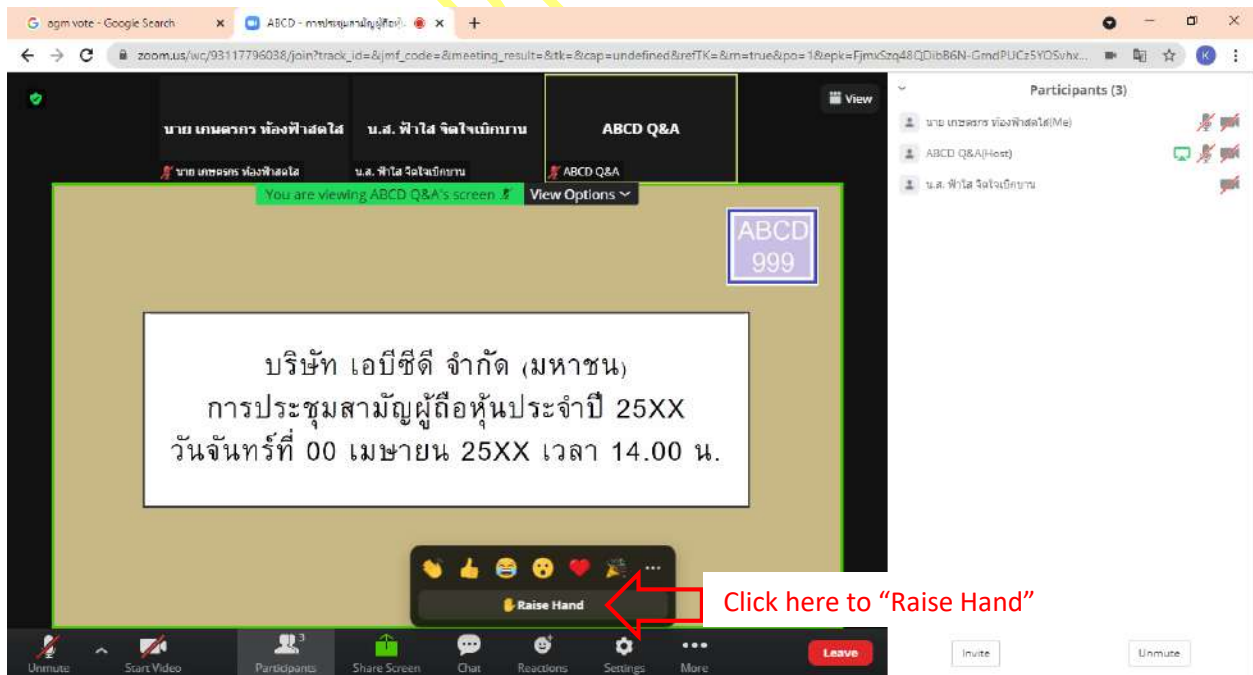 agm vote - Google Search
ABCD - การประชุมสามัญผู้ถือหุ้
zoom.us/wc/93117796038/join?track_id=&jmf_code=&meeting_result=&tk=&cap=undefined&refTK=&rn=true&po=1&epk=
K
View
นาย เกษตรกร ท้องฟ้าสดใส
น.ส. ฟ้าใส จิตใจเบิกบาน
ABCD Q&A
นาย เกษตรกร ท้องฟ้าสดใส
น.ส. ฟ้าใส จิตใจเบิกบาน
ABCD Q&A
You are viewing ABCD Q&A's screen
View Options
Participants (3)
นาย เกษตรกร ท้องฟ้าสดใส(Me)
ABCD Q&A(Host)
น.ส. ฟ้าใส จิตใจเบิกบาน
ABCD
999
บริษัท เอบีซีดี จำกัด (มหาชน)
การประชุมสามัญผู้ถือหุ้นประจำปี 25XX
วันจันทร์ที่ 00 เมษายน 25XX เวลา 14.00 น.
Raise Hand
Click here to “Raise Hand”
Unmute
Start Video
Participants
3
Share Screen
Chat
Reactions
Settings
More
Leave
Invite
Unmute